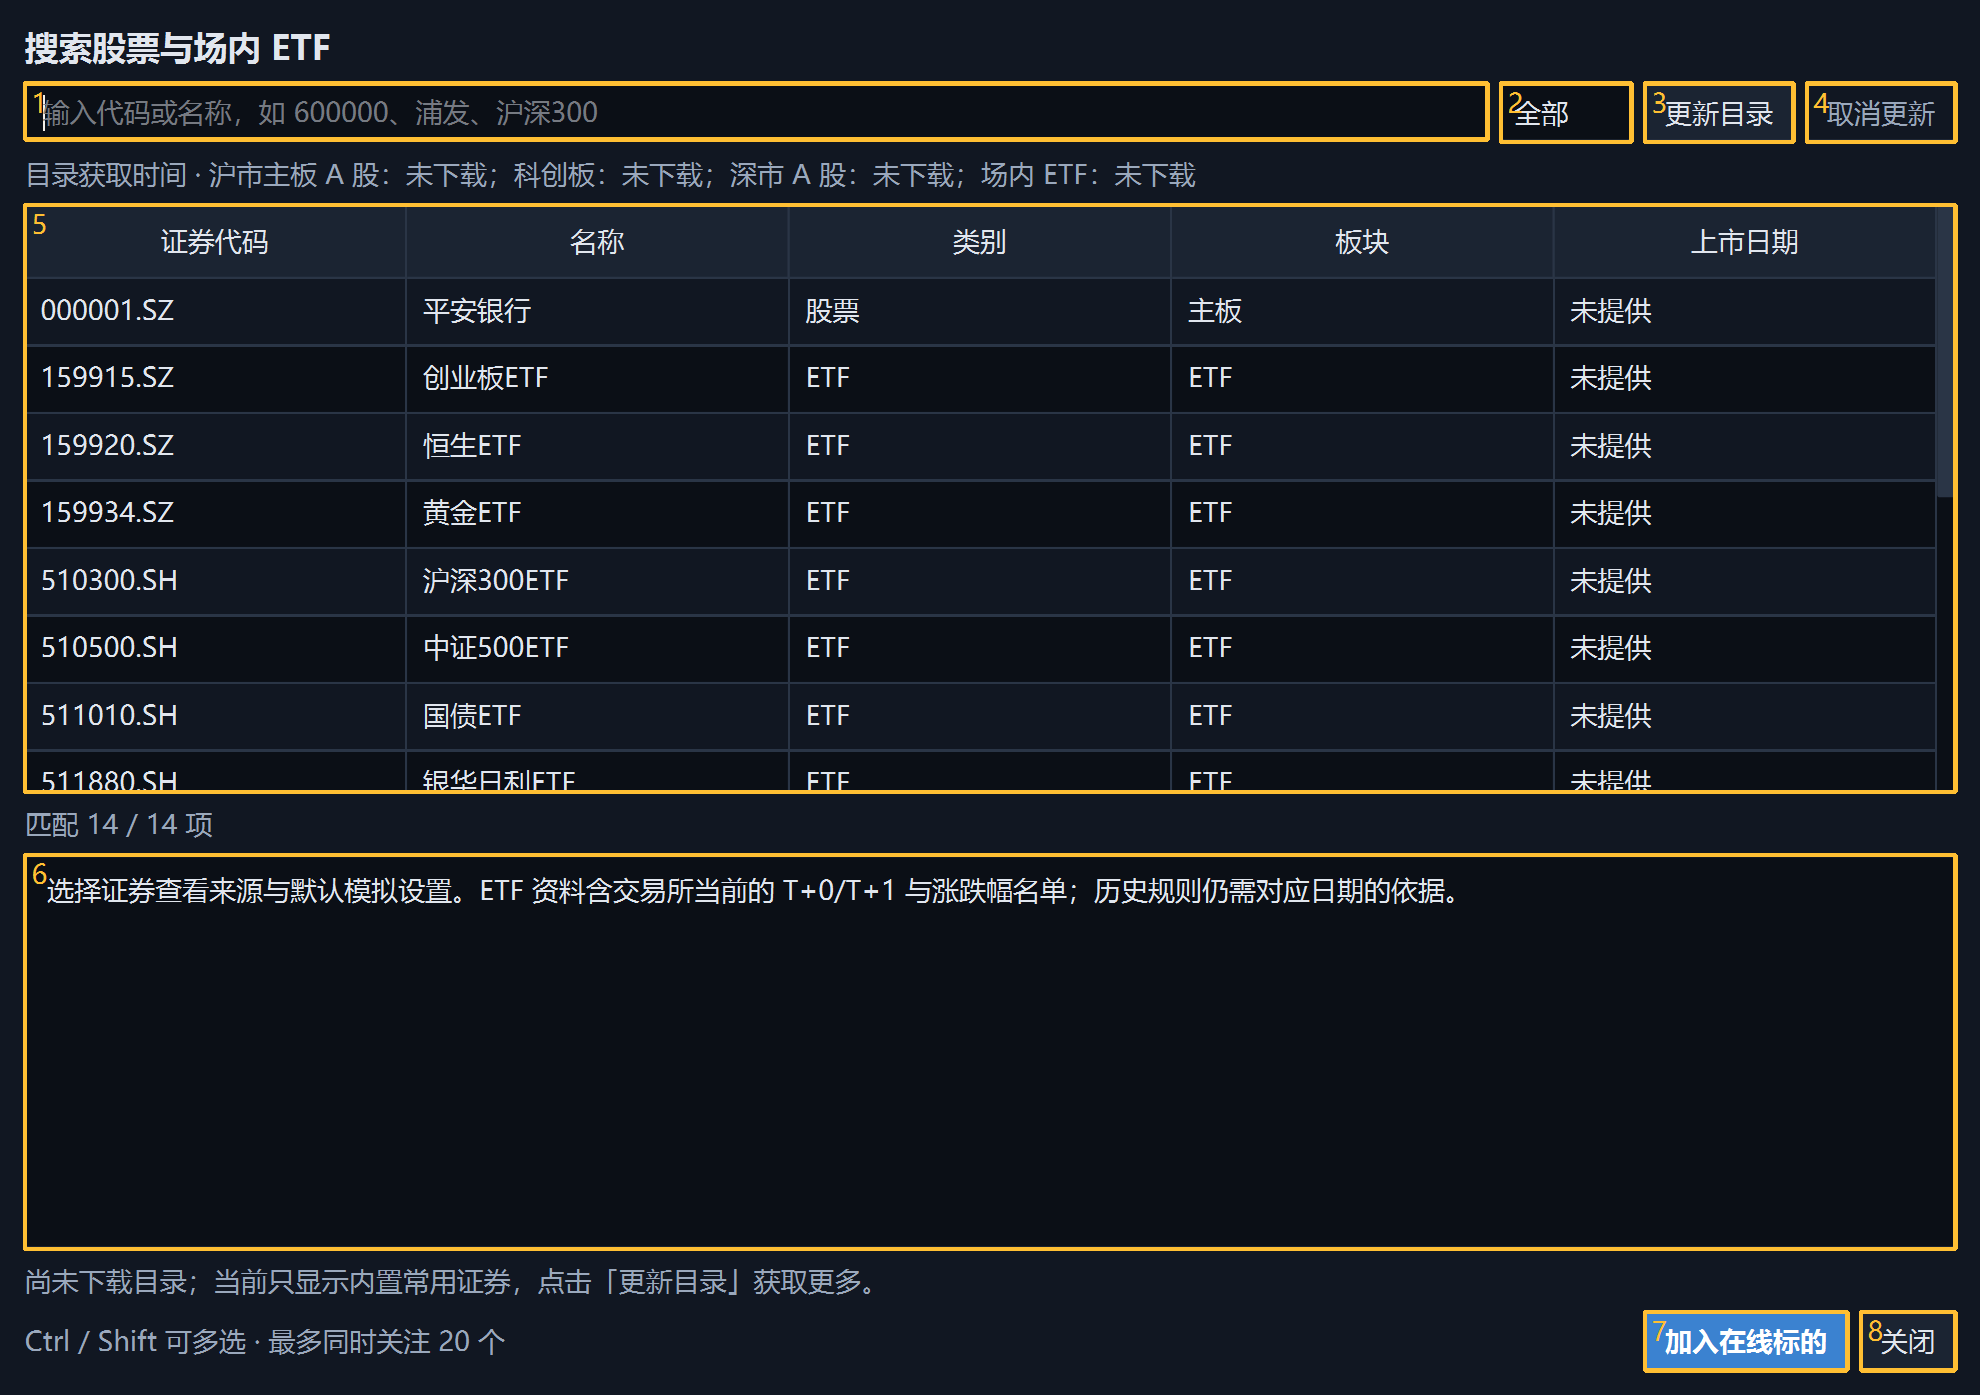 搜索股票与场内 ETF
1 输入代码或名称，如 600000、浦发、沪深300
2 全部
3 更新目录
4 取消更新
目录获取时间 · 沪市主板 A 股：未下载；科创板：未下载；深市 A 股：未下载；场内 ETF：未下载
5
证券代码 名称 类别 板块 上市日期
000001.SZ 平安银行 股票 主板 未提供
159915.SZ 创业板ETF ETF ETF 未提供
159920.SZ 恒生ETF ETF ETF 未提供
159934.SZ 黄金ETF ETF ETF 未提供
510300.SH 沪深300ETF ETF ETF 未提供
510500.SH 中证500ETF ETF ETF 未提供
511010.SH 国债ETF ETF ETF 未提供
511880.SH 银华日利ETF ETF ETF 未提供
匹配 14 / 14 项
6 选择证券查看来源与默认模拟设置。ETF 资料含交易所当前的 T+0/T+1 与涨跌幅名单；历史规则仍需对应日期的依据。
尚未下载目录；当前只显示内置常用证券，点击「更新目录」获取更多。
Ctrl / Shift 可多选 · 最多同时关注 20 个
7 加入在线标的
8 关闭